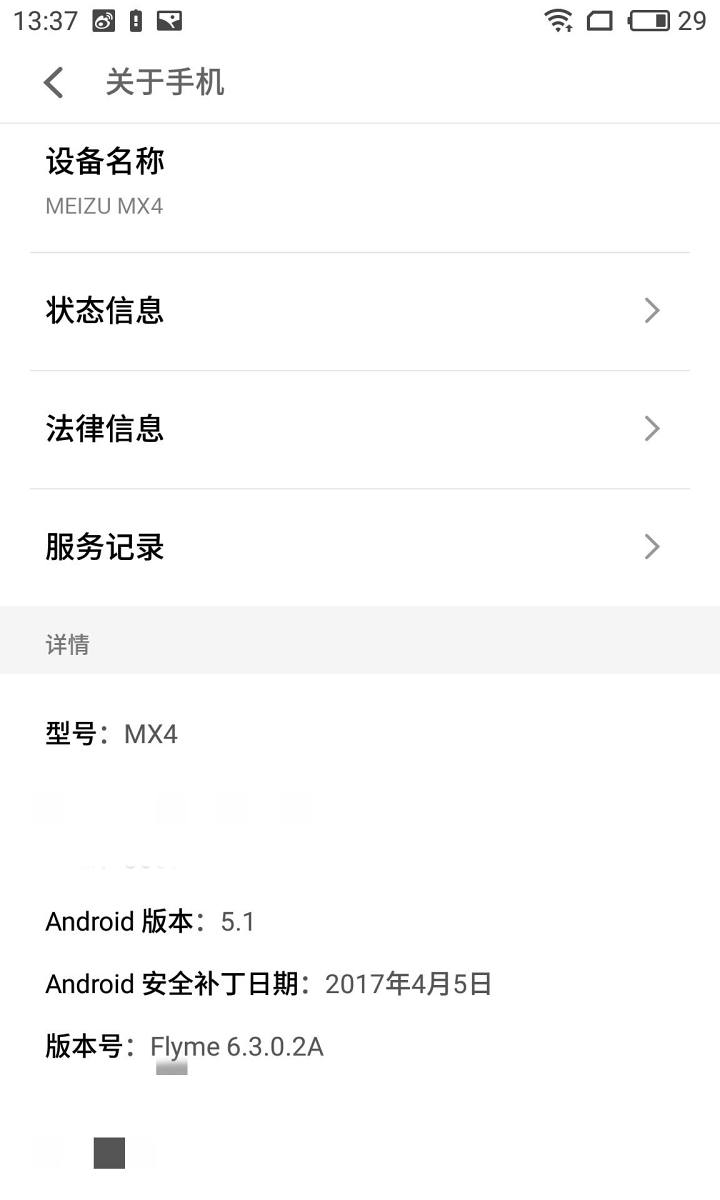 13:37 29
关于手机
设备名称
MEIZU MX4
状态信息
法律信息
服务记录
详情
型号：MX4
Android 版本：5.1
Android 安全补丁日期：2017年4月5日
版本号：Flyme 6.3.0.2A